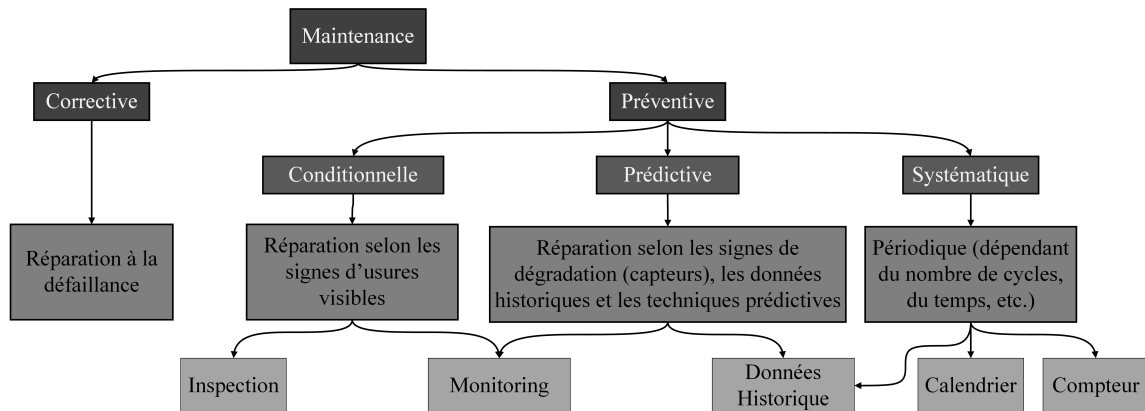 Maintenance
Corrective
Préventive
Conditionnelle
Prédictive
Systématique
Réparation à la
défaillance
Réparation selon les
signes d'usures
visibles
Réparation selon les signes de
dégradation (capteurs), les données
historiques et les techniques prédictives
Périodique (dépendant
du nombre de cycles,
du temps, etc.)
Inspection
Monitoring
Données
Historique
Calendrier
Compteur